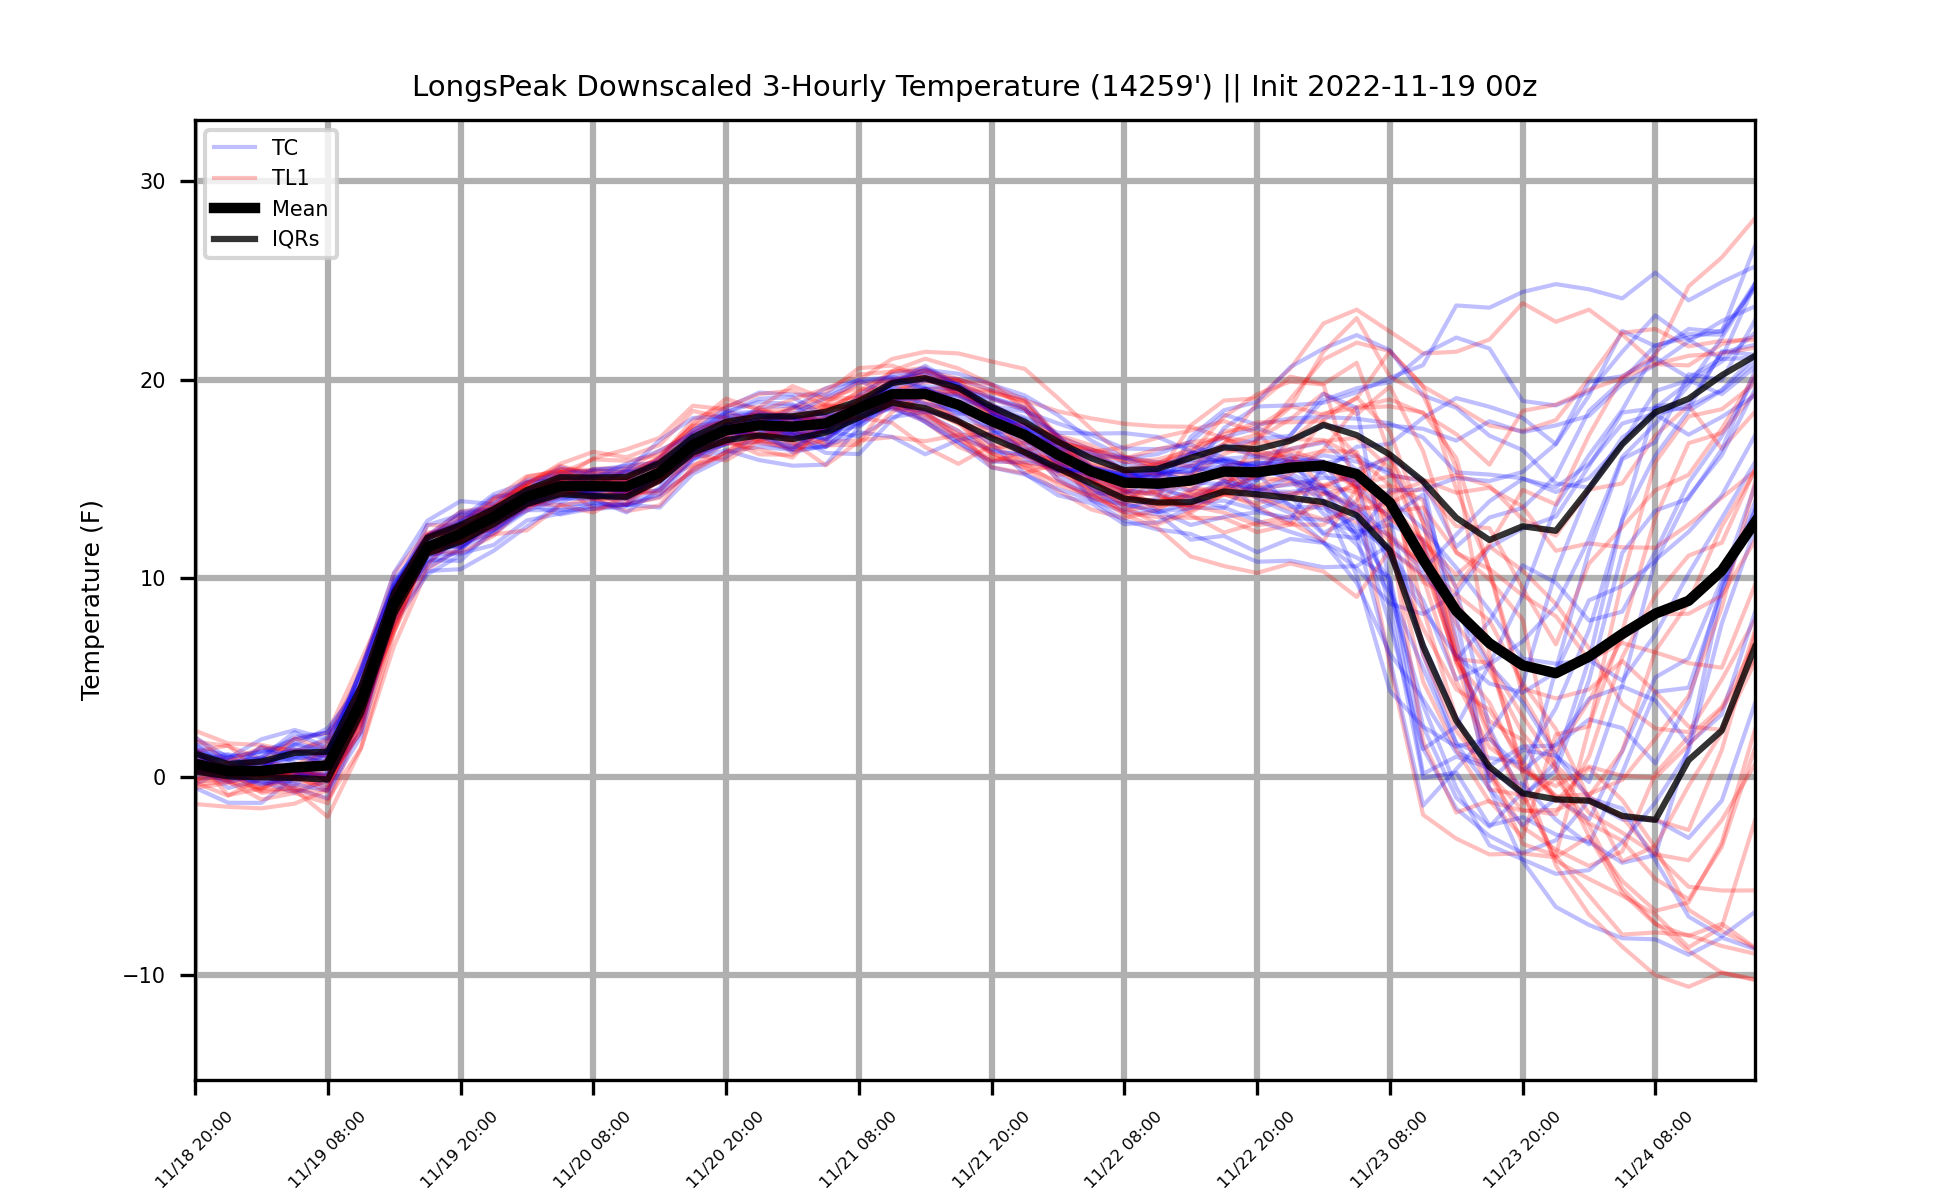 LongsPeak Downscaled 3-Hourly Temperature (14259') || Init 2022-11-19 00z
TC
TL1
Mean
IQRs
Temperature (F)
30
20
10
0
−10
11/18 20:00
11/19 08:00
11/19 20:00
11/20 08:00
11/20 20:00
11/21 08:00
11/21 20:00
11/22 08:00
11/22 20:00
11/23 08:00
11/23 20:00
11/24 08:00